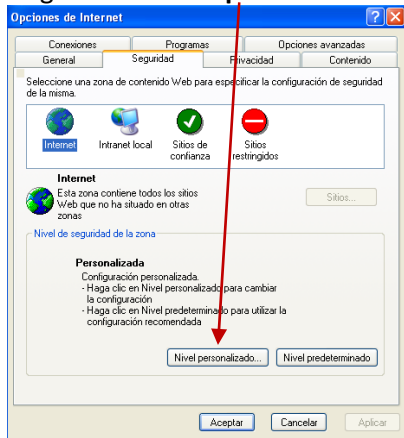 Opciones de Internet
Conexiones Programas Opciones avanzadas
General Seguridad Privacidad Contenido
Seleccione una zona de contenido Web para especificar la configuración de seguridad
de la misma.
Internet Intranet local Sitios de confianza Sitios restringidos
Internet
Esta zona contiene todos los sitios
Web que no ha situado en otras
zonas
Sitios...
Nivel de seguridad de la zona
Personalizada
Configuración personalizada.
- Haga clic en Nivel personalizado para cambiar
la configuración
- Haga clic en Nivel predeterminado para utilizar la
configuración recomendada
Nivel personalizado... Nivel predeterminado
Aceptar Cancelar Aplicar